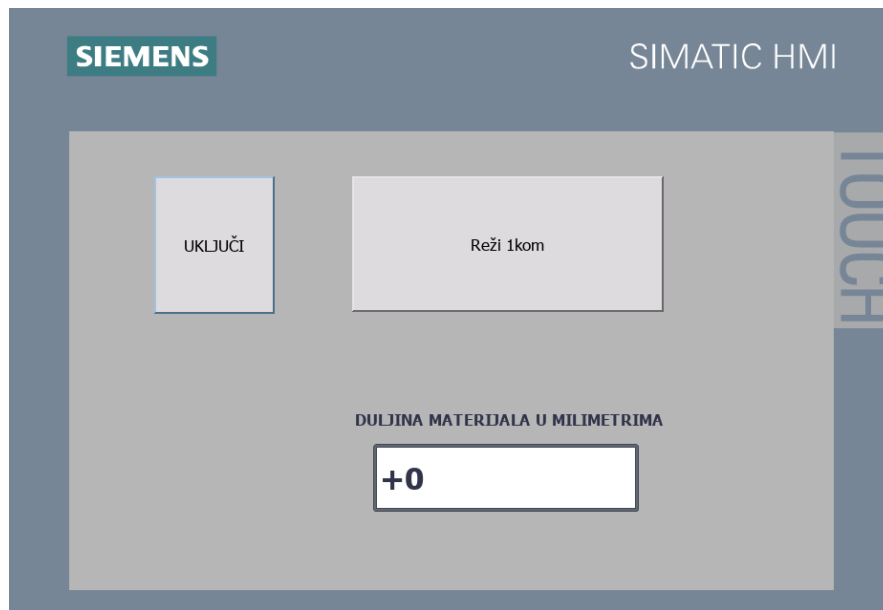 SIEMENS
SIMATIC HMI
TOUCH
UKLJUČI
Reži 1kom
DULJINA MATERIJALA U MILIMETRIMA
+0